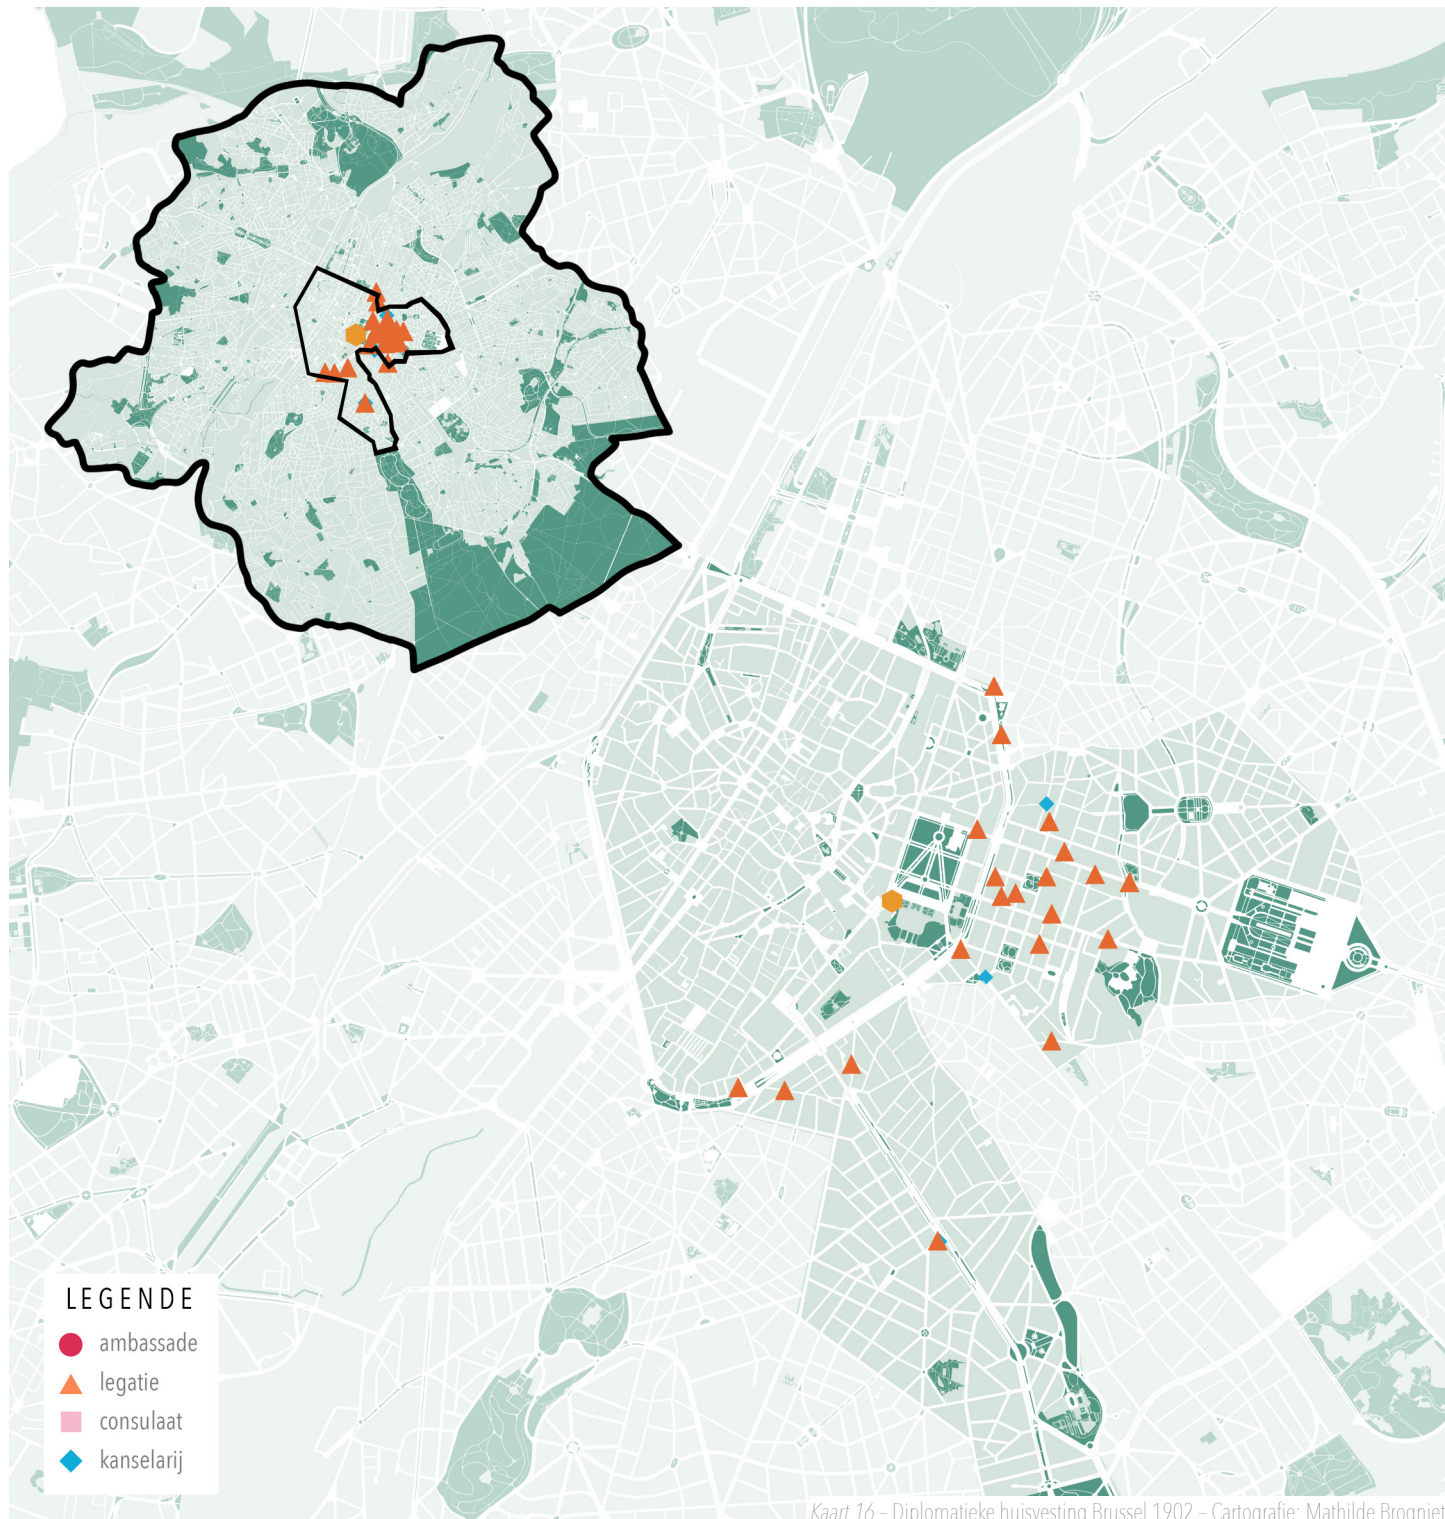 LEGENDE
ambassade
legatie
consulaat
kanselarij
Kaart 16 – Diplomatieke huisvesting Brussel 1902 – Cartografie: Mathilde Brogniet